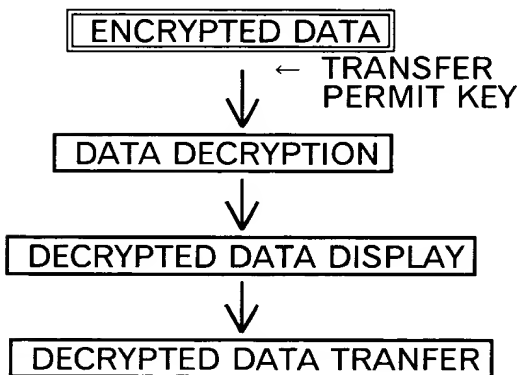 ENCRYPTED DATA
← TRANSFER
PERMIT KEY
DATA DECRYPTION
DECRYPTED DATA DISPLAY
DECRYPTED DATA TRANFER